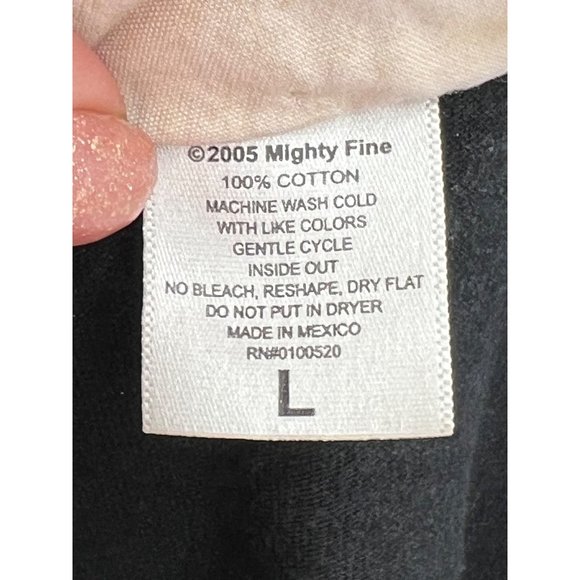 ©2005 Mighty Fine
100% COTTON
MACHINE WASH COLD
WITH LIKE COLORS
GENTLE CYCLE
INSIDE OUT
NO BLEACH, RESHAPE, DRY FLAT
DO NOT PUT IN DRYER
MADE IN MEXICO
RN#0100520
L